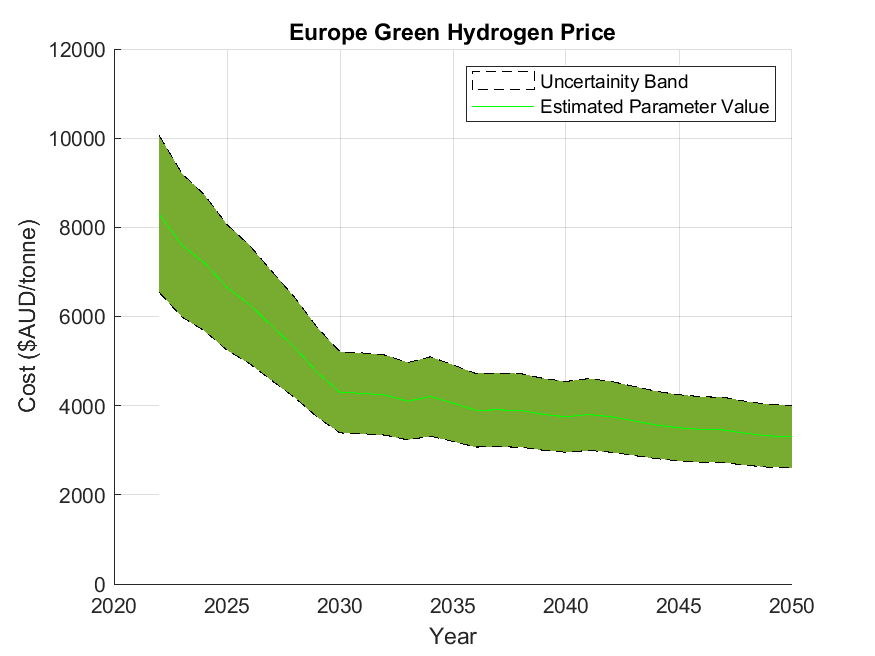 Europe Green Hydrogen Price
Uncertainity Band
Estimated Parameter Value
12000
10000
8000
6000
4000
2000
0
Cost ($AUD/tonne)
2020 2025 2030 2035 2040 2045 2050
Year